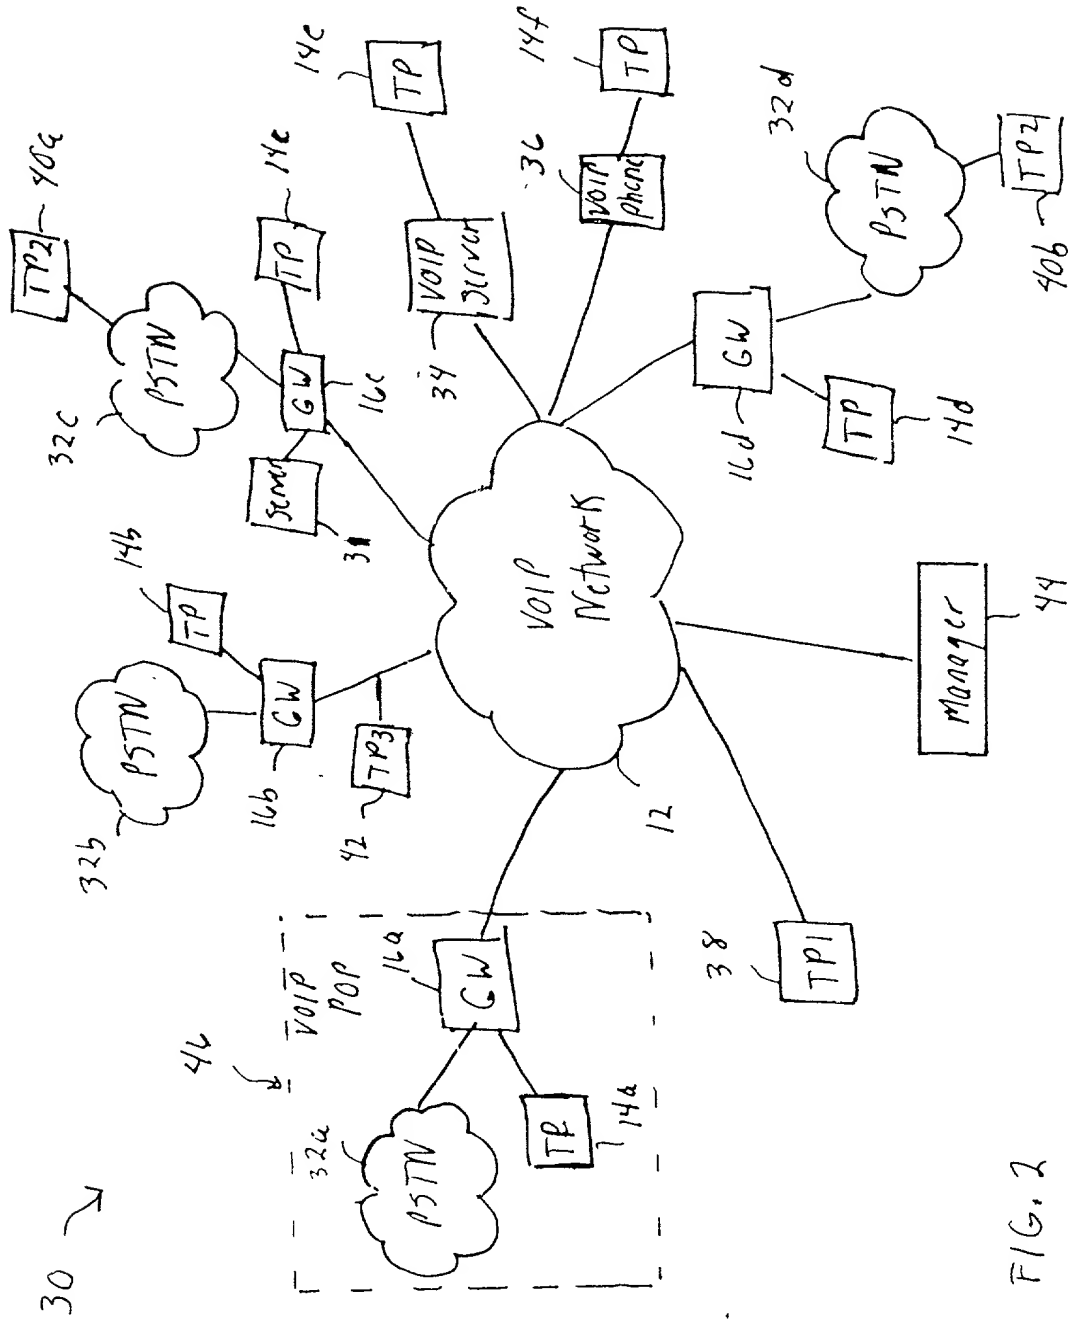 30
46
VOIP
POP
PSTN
32a
TP
14a
GW
16a
PSTN
32b
TP
14b
GW
16b
TP3
42
PSTN
32c
TP2
40a
GW
16c
TP
Server
31
VOIP
Server
34
TP
14e
VOIP
phone
36
TP
14f
GW
16d
TP
14d
PSTN
32d
TP2
40b
VOIP
Network
12
Manager
44
TP1
38
FIG. 2